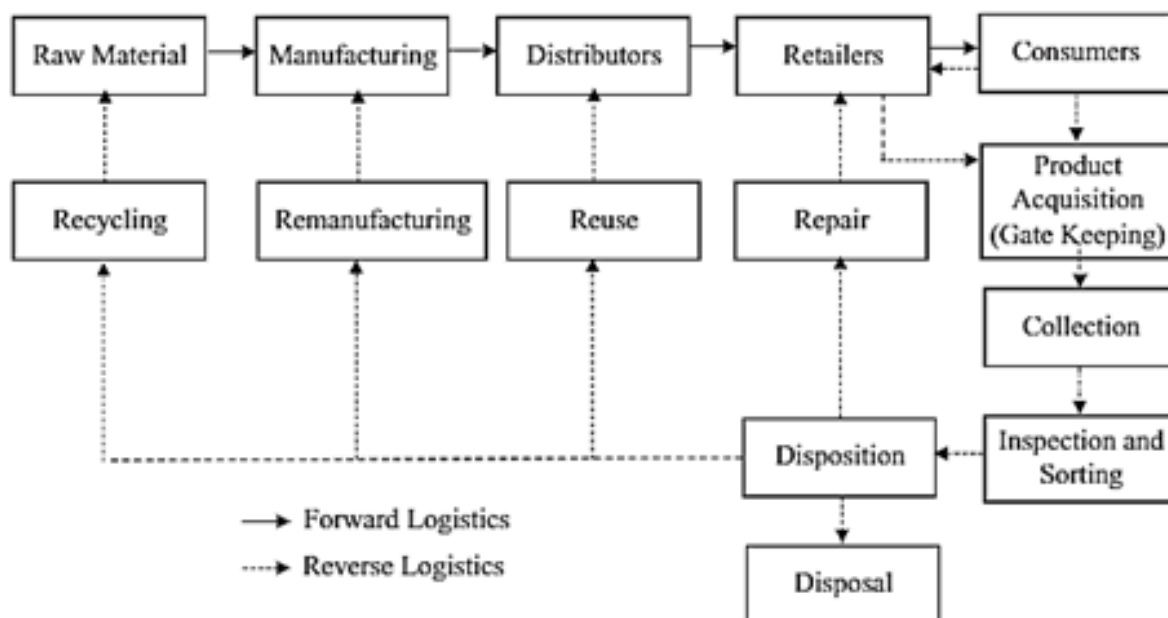 Raw Material
Manufacturing
Distributors
Retailers
Consumers
Recycling
Remanufacturing
Reuse
Repair
Product
Acquisition
(Gate Keeping)
Collection
Disposition
Inspection and
Sorting
Forward Logistics
Reverse Logistics
Disposal